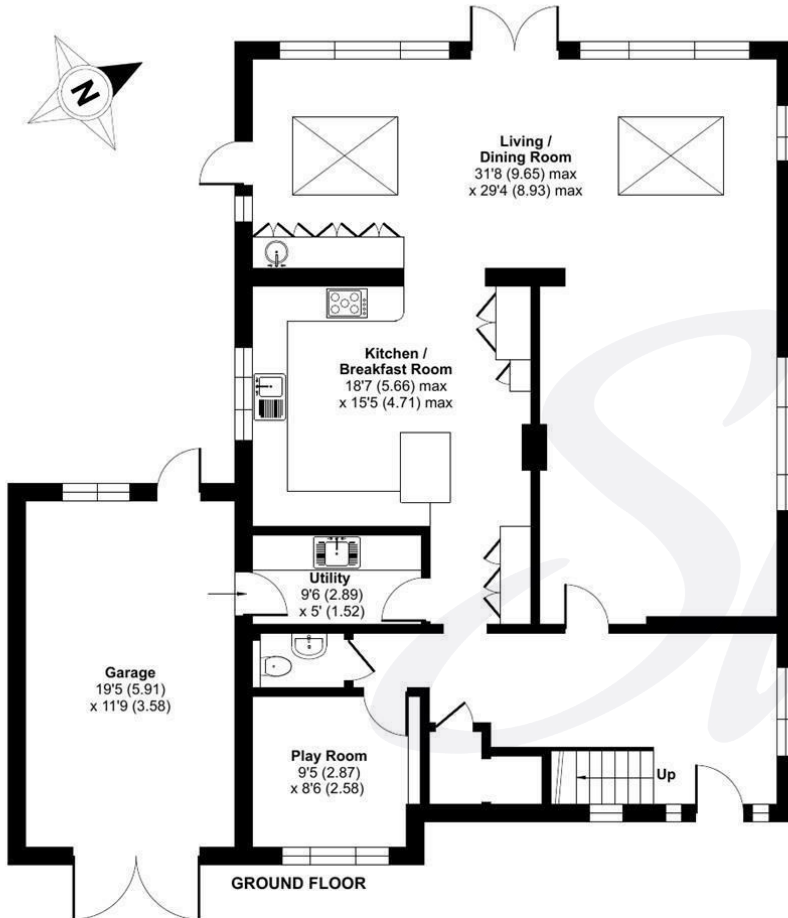 N
Living /
Dining Room
31'8 (9.65) max
x 29'4 (8.93) max
Kitchen /
Breakfast Room
18'7 (5.66) max
x 15'5 (4.71) max
Utility
9'6 (2.89)
x 5' (1.52)
Garage
19'5 (5.91)
x 11'9 (3.58)
Play Room
9'5 (2.87)
x 8'6 (2.58)
Up
GROUND FLOOR